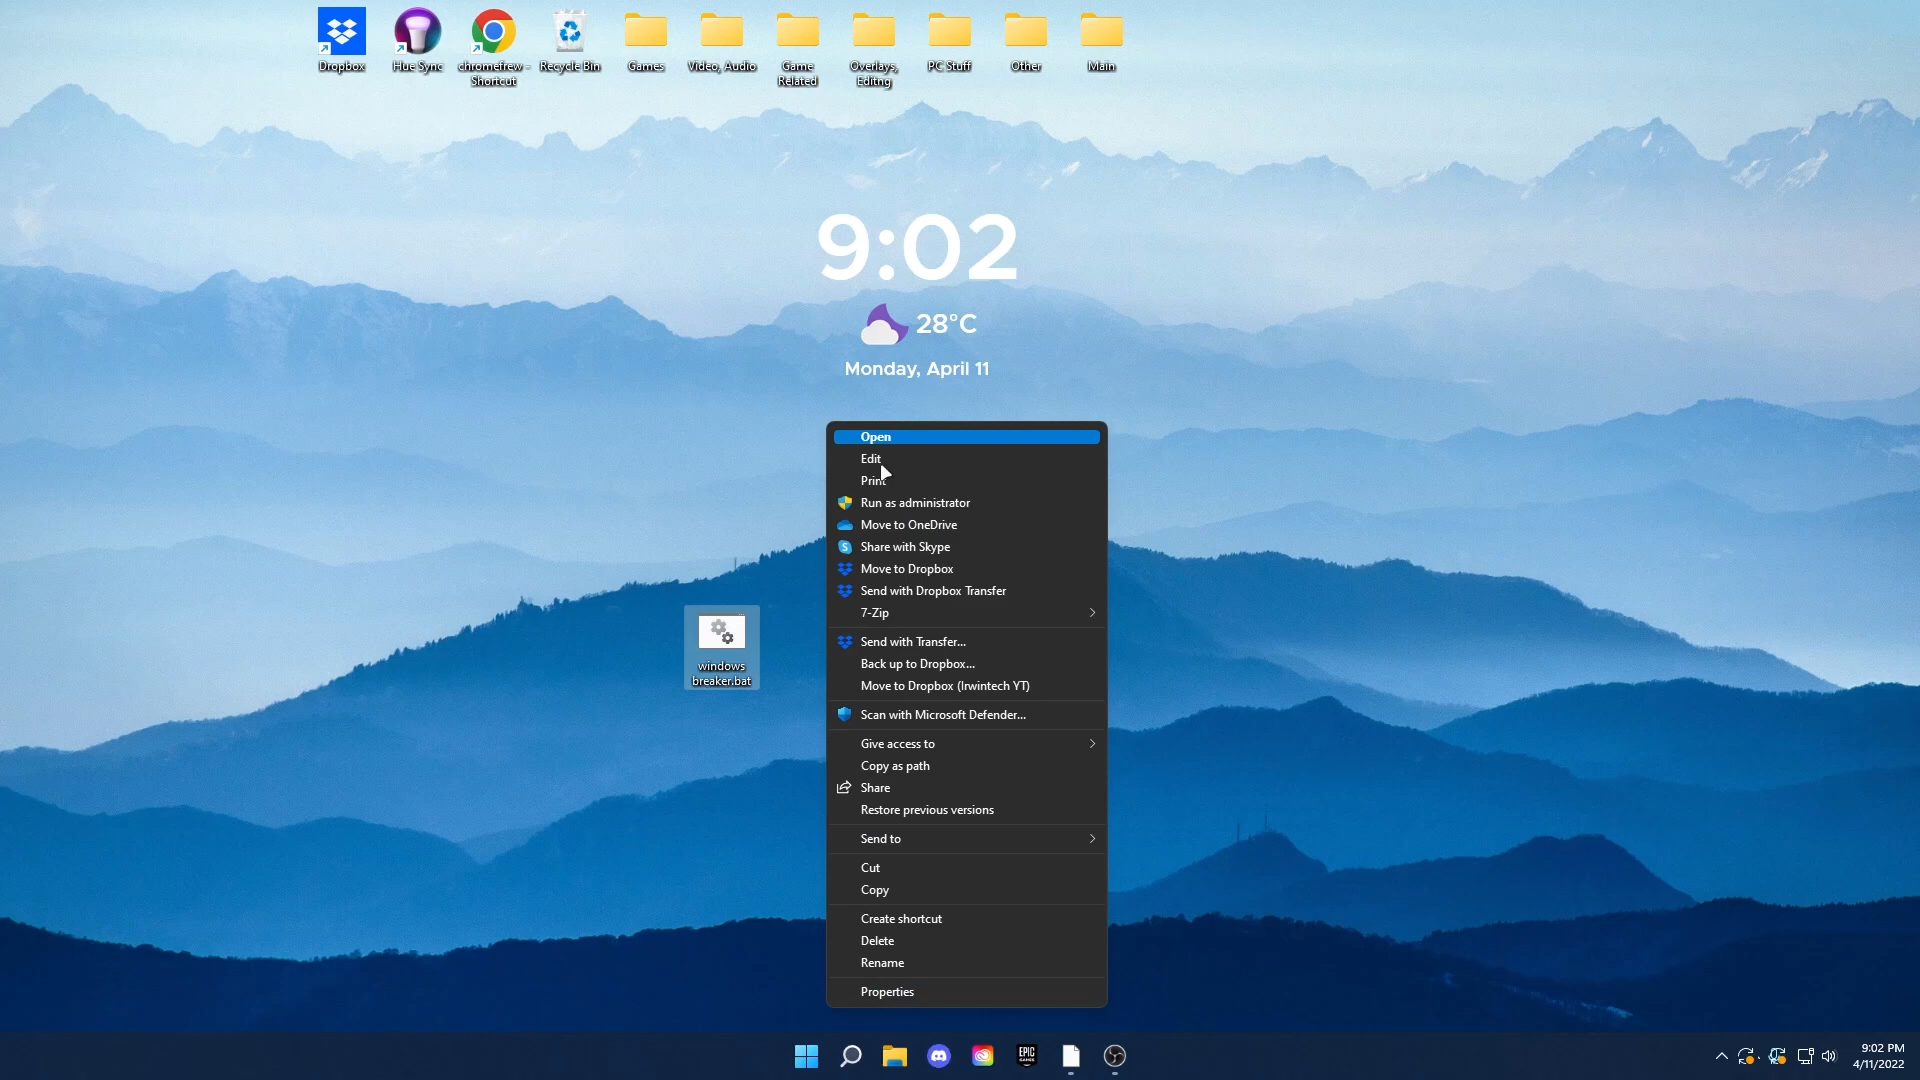 Dropbox
Hue Sync
chromefrew -
Shortcut
Recycle Bin
Games
Video, Audio
Game
Related
Overlays,
Editng
PC Stuff
Other
Main
9:02
28°C
Monday, April 11
Open
Edit
Print
Run as administrator
Move to OneDrive
Share with Skype
Move to Dropbox
Send with Dropbox Transfer
7-Zip
Send with Transfer...
Back up to Dropbox...
Move to Dropbox (Irwintech YT)
Scan with Microsoft Defender...
Give access to
Copy as path
Share
Restore previous versions
Send to
Cut
Copy
Create shortcut
Delete
Rename
Properties
windows
breaker.bat
EPIC
GAMES
9:02 PM
4/11/2022